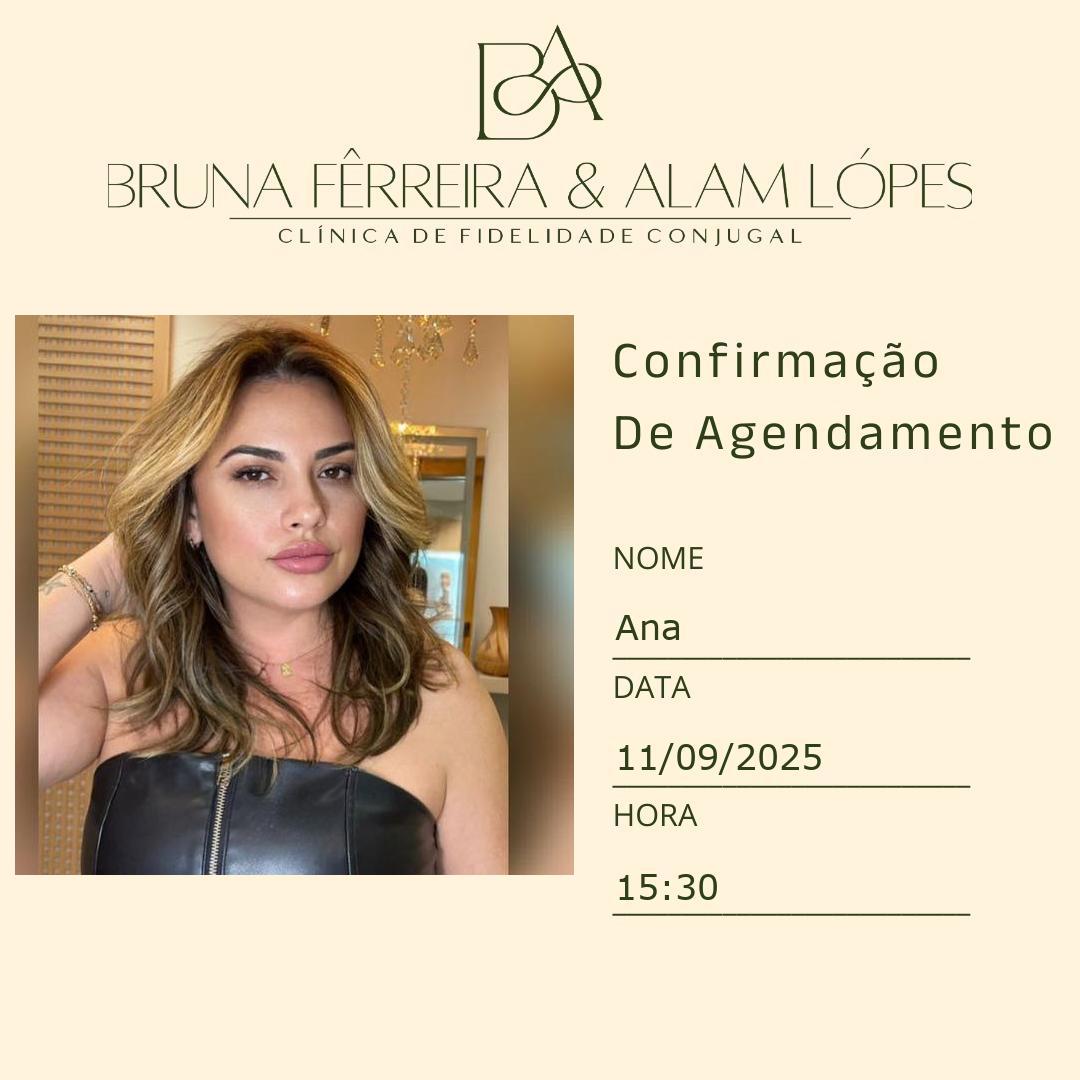 BA
BRUNA FÊRREIRA & ALAM LÓPES
CLÍNICA DE FIDELIDADE CONJUGAL
Confirmação
De Agendamento
NOME
Ana
DATA
11/09/2025
HORA
15:30